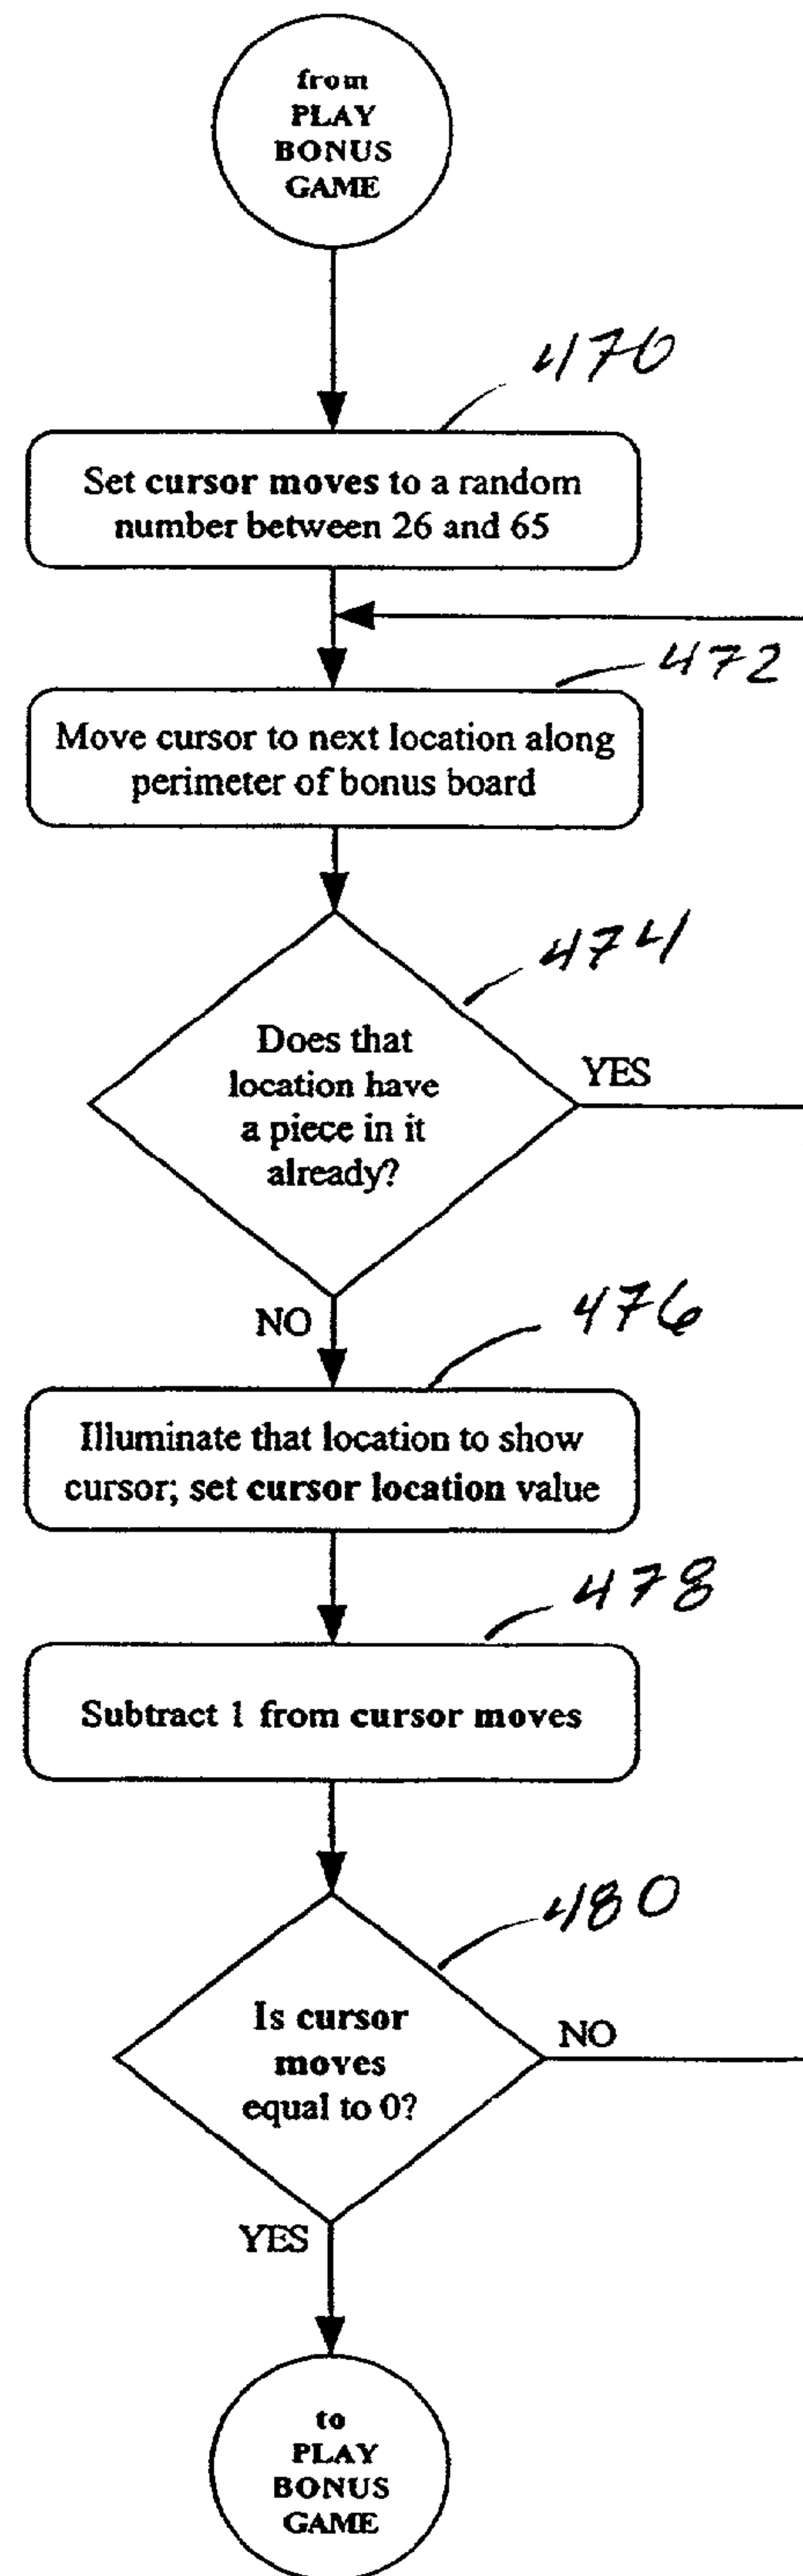 from
PLAY
BONUS
GAME
470
Set cursor moves to a random
number between 26 and 65
472
Move cursor to next location along
perimeter of bonus board
474
Does that
location have
a piece in it
already?
YES
NO
476
Illuminate that location to show
cursor; set cursor location value
478
Subtract 1 from cursor moves
480
Is cursor
moves
equal to 0?
NO
YES
to
PLAY
BONUS
GAME